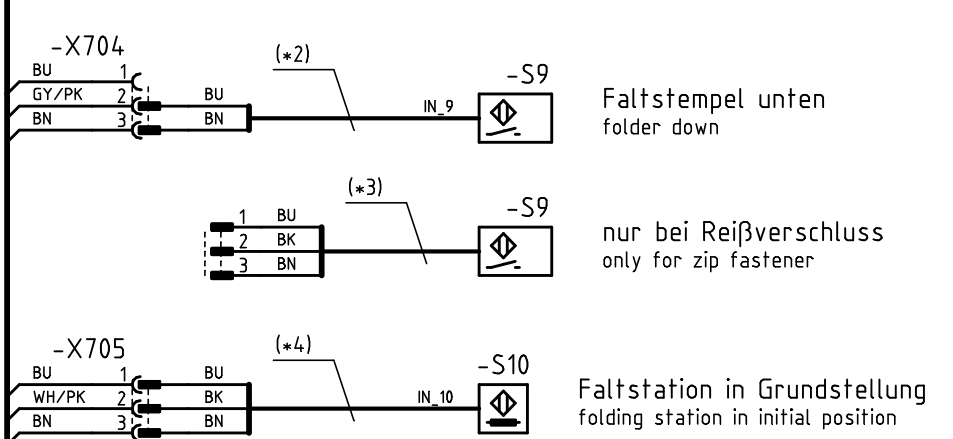 -X704
(*2)
-S9
BU 1
GY/PK 2 BU
BN 3 BN
IN_9
Faltstempel unten
folder down
(*3)
-S9
1 BU
2 BK
3 BN
nur bei Reißverschluss
only for zip fastener
-X705
(*4)
-S10
BU 1 BU
WH/PK 2 BK
BN 3 BN
IN_10
Faltstation in Grundstellung
folding station in initial position